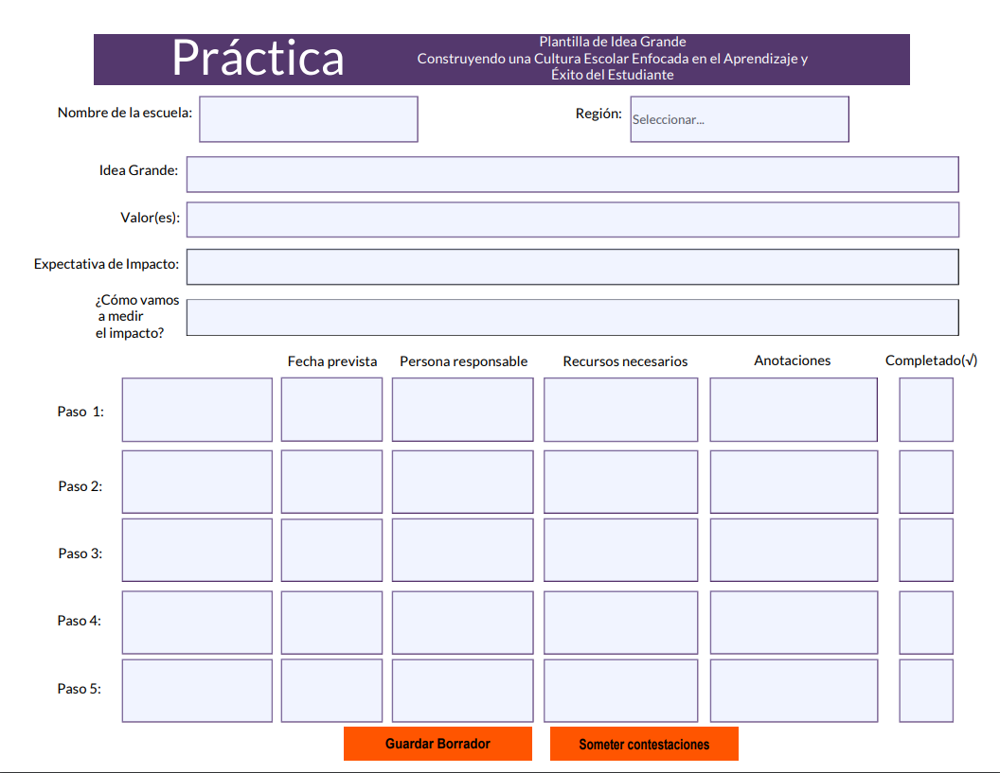 Práctica
Plantilla de Idea Grande
Construyendo una Cultura Escolar Enfocada en el Aprendizaje y
Éxito del Estudiante
Nombre de la escuela:
Región:
Seleccionar...
Idea Grande:
Valor(es):
Expectativa de Impacto:
¿Cómo vamos
a medir
el impacto?
Fecha prevista Persona responsable Recursos necesarios Anotaciones Completado(√)
Paso 1:
Paso 2:
Paso 3:
Paso 4:
Paso 5:
Guardar Borrador
Someter contestaciones